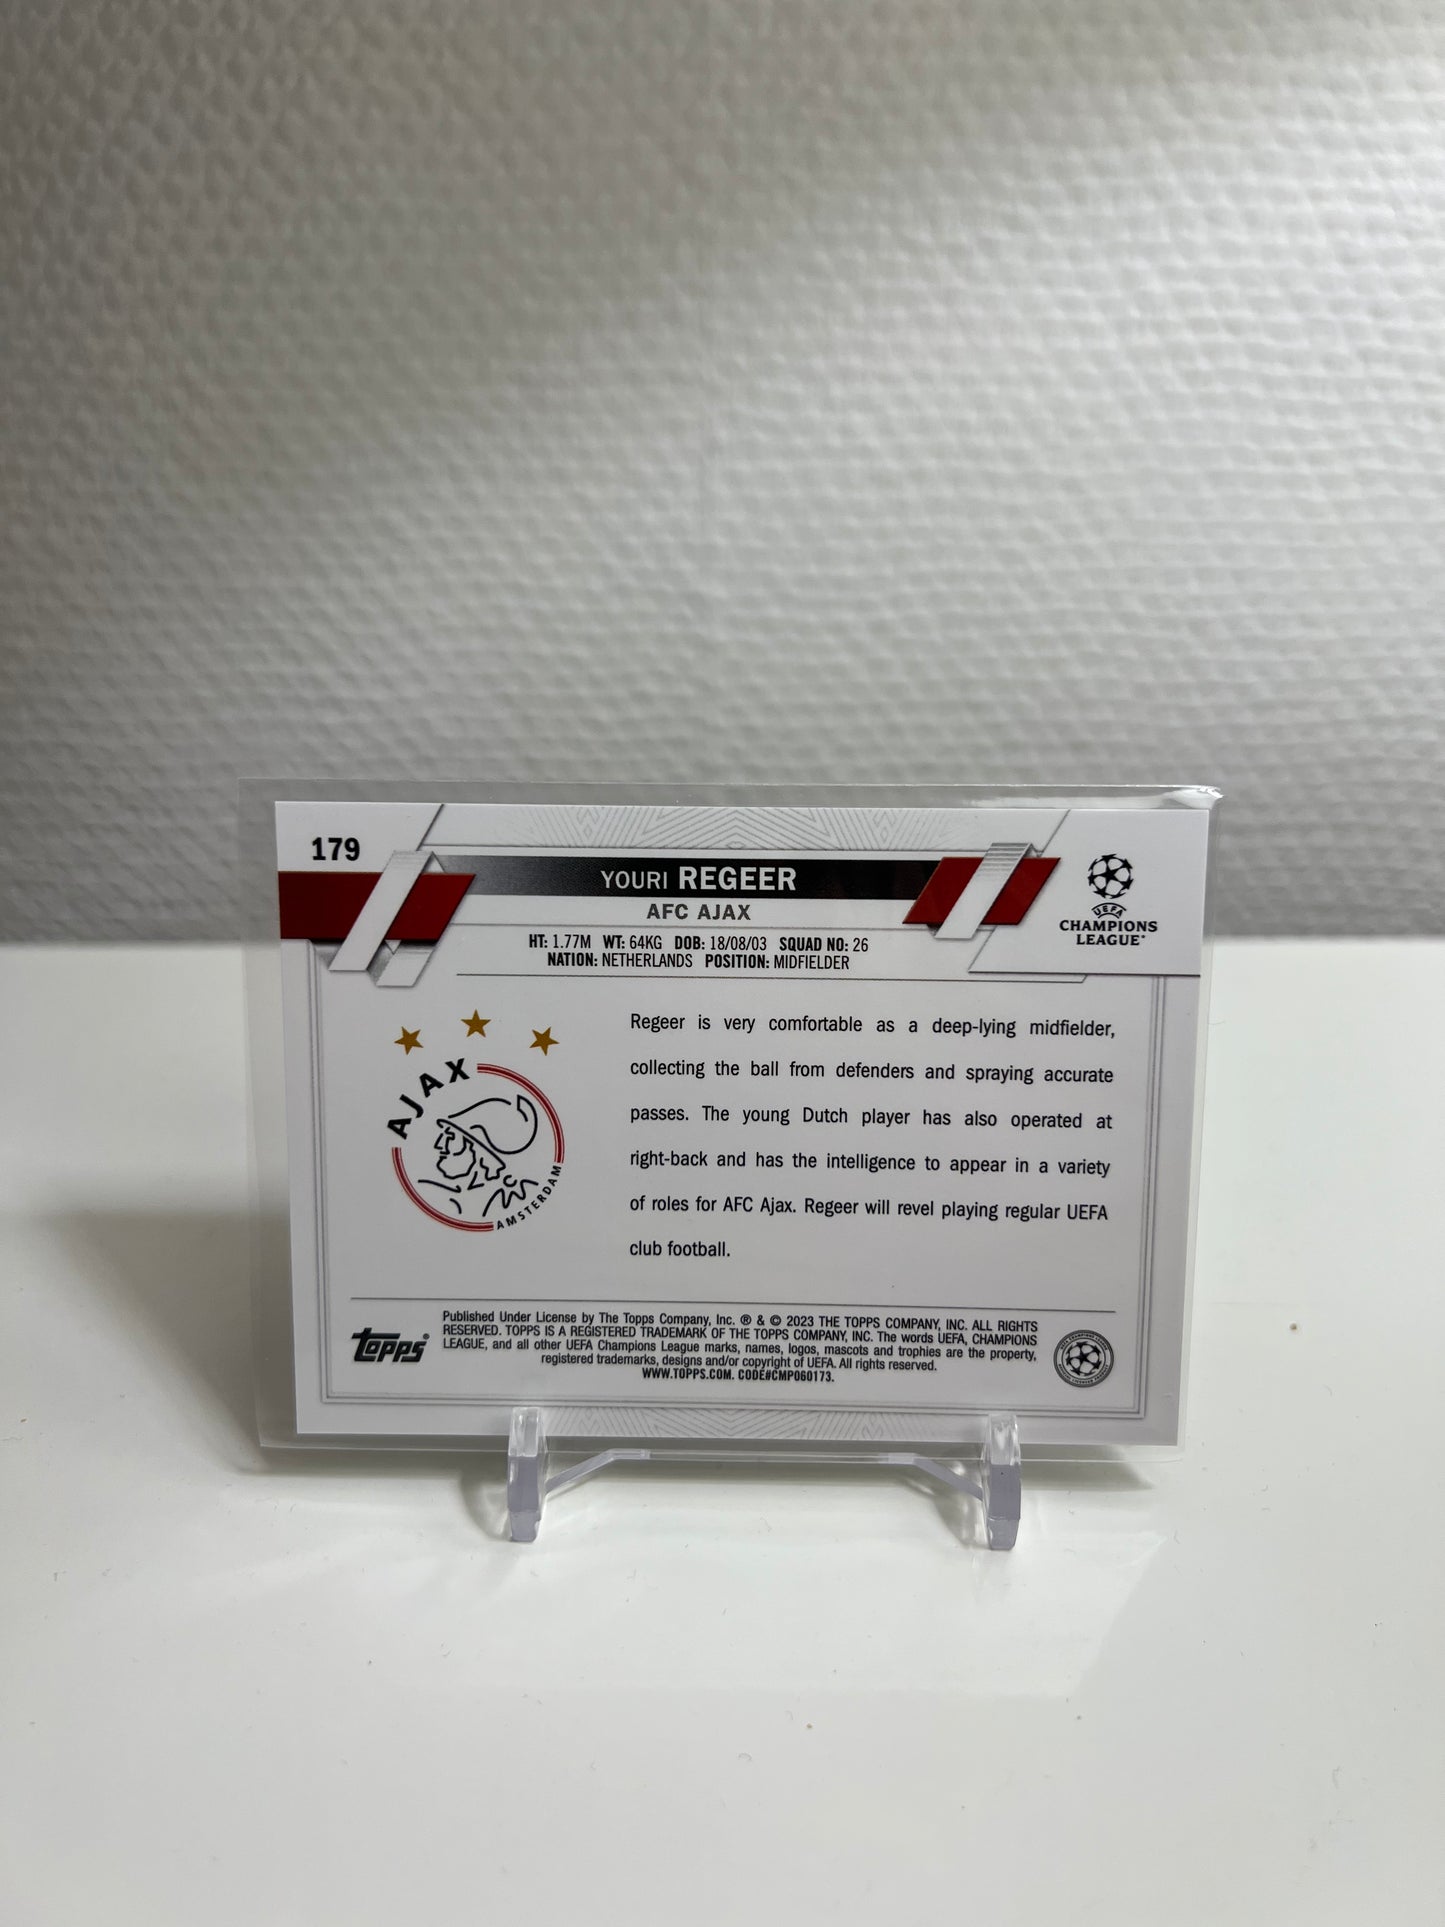 179
YOURI REGEER
AFC AJAX
HT: 1.77M WT: 64KG DOB: 18/08/03 SQUAD NO: 26
NATION: NETHERLANDS POSITION: MIDFIELDER
UEFA
CHAMPIONS
LEAGUE
AJAX
AMSTERDAM
Regeer is very comfortable as a deep-lying midfielder,
collecting the ball from defenders and spraying accurate
passes. The young Dutch player has also operated at
right-back and has the intelligence to appear in a variety
of roles for AFC Ajax. Regeer will revel playing regular UEFA
club football.
topps
Published Under License by The Topps Company, Inc. ® & © 2023 THE TOPPS COMPANY, INC. ALL RIGHTS
RESERVED. TOPPS IS A REGISTERED TRADEMARK OF THE TOPPS COMPANY, INC. The words UEFA, CHAMPIONS
LEAGUE, and all other UEFA Champions League marks, names, logos, mascots and trophies are the property,
registered trademarks, designs and/or copyright of UEFA. All rights reserved.
WWW.TOPPS.COM. CODE#CMP060173.